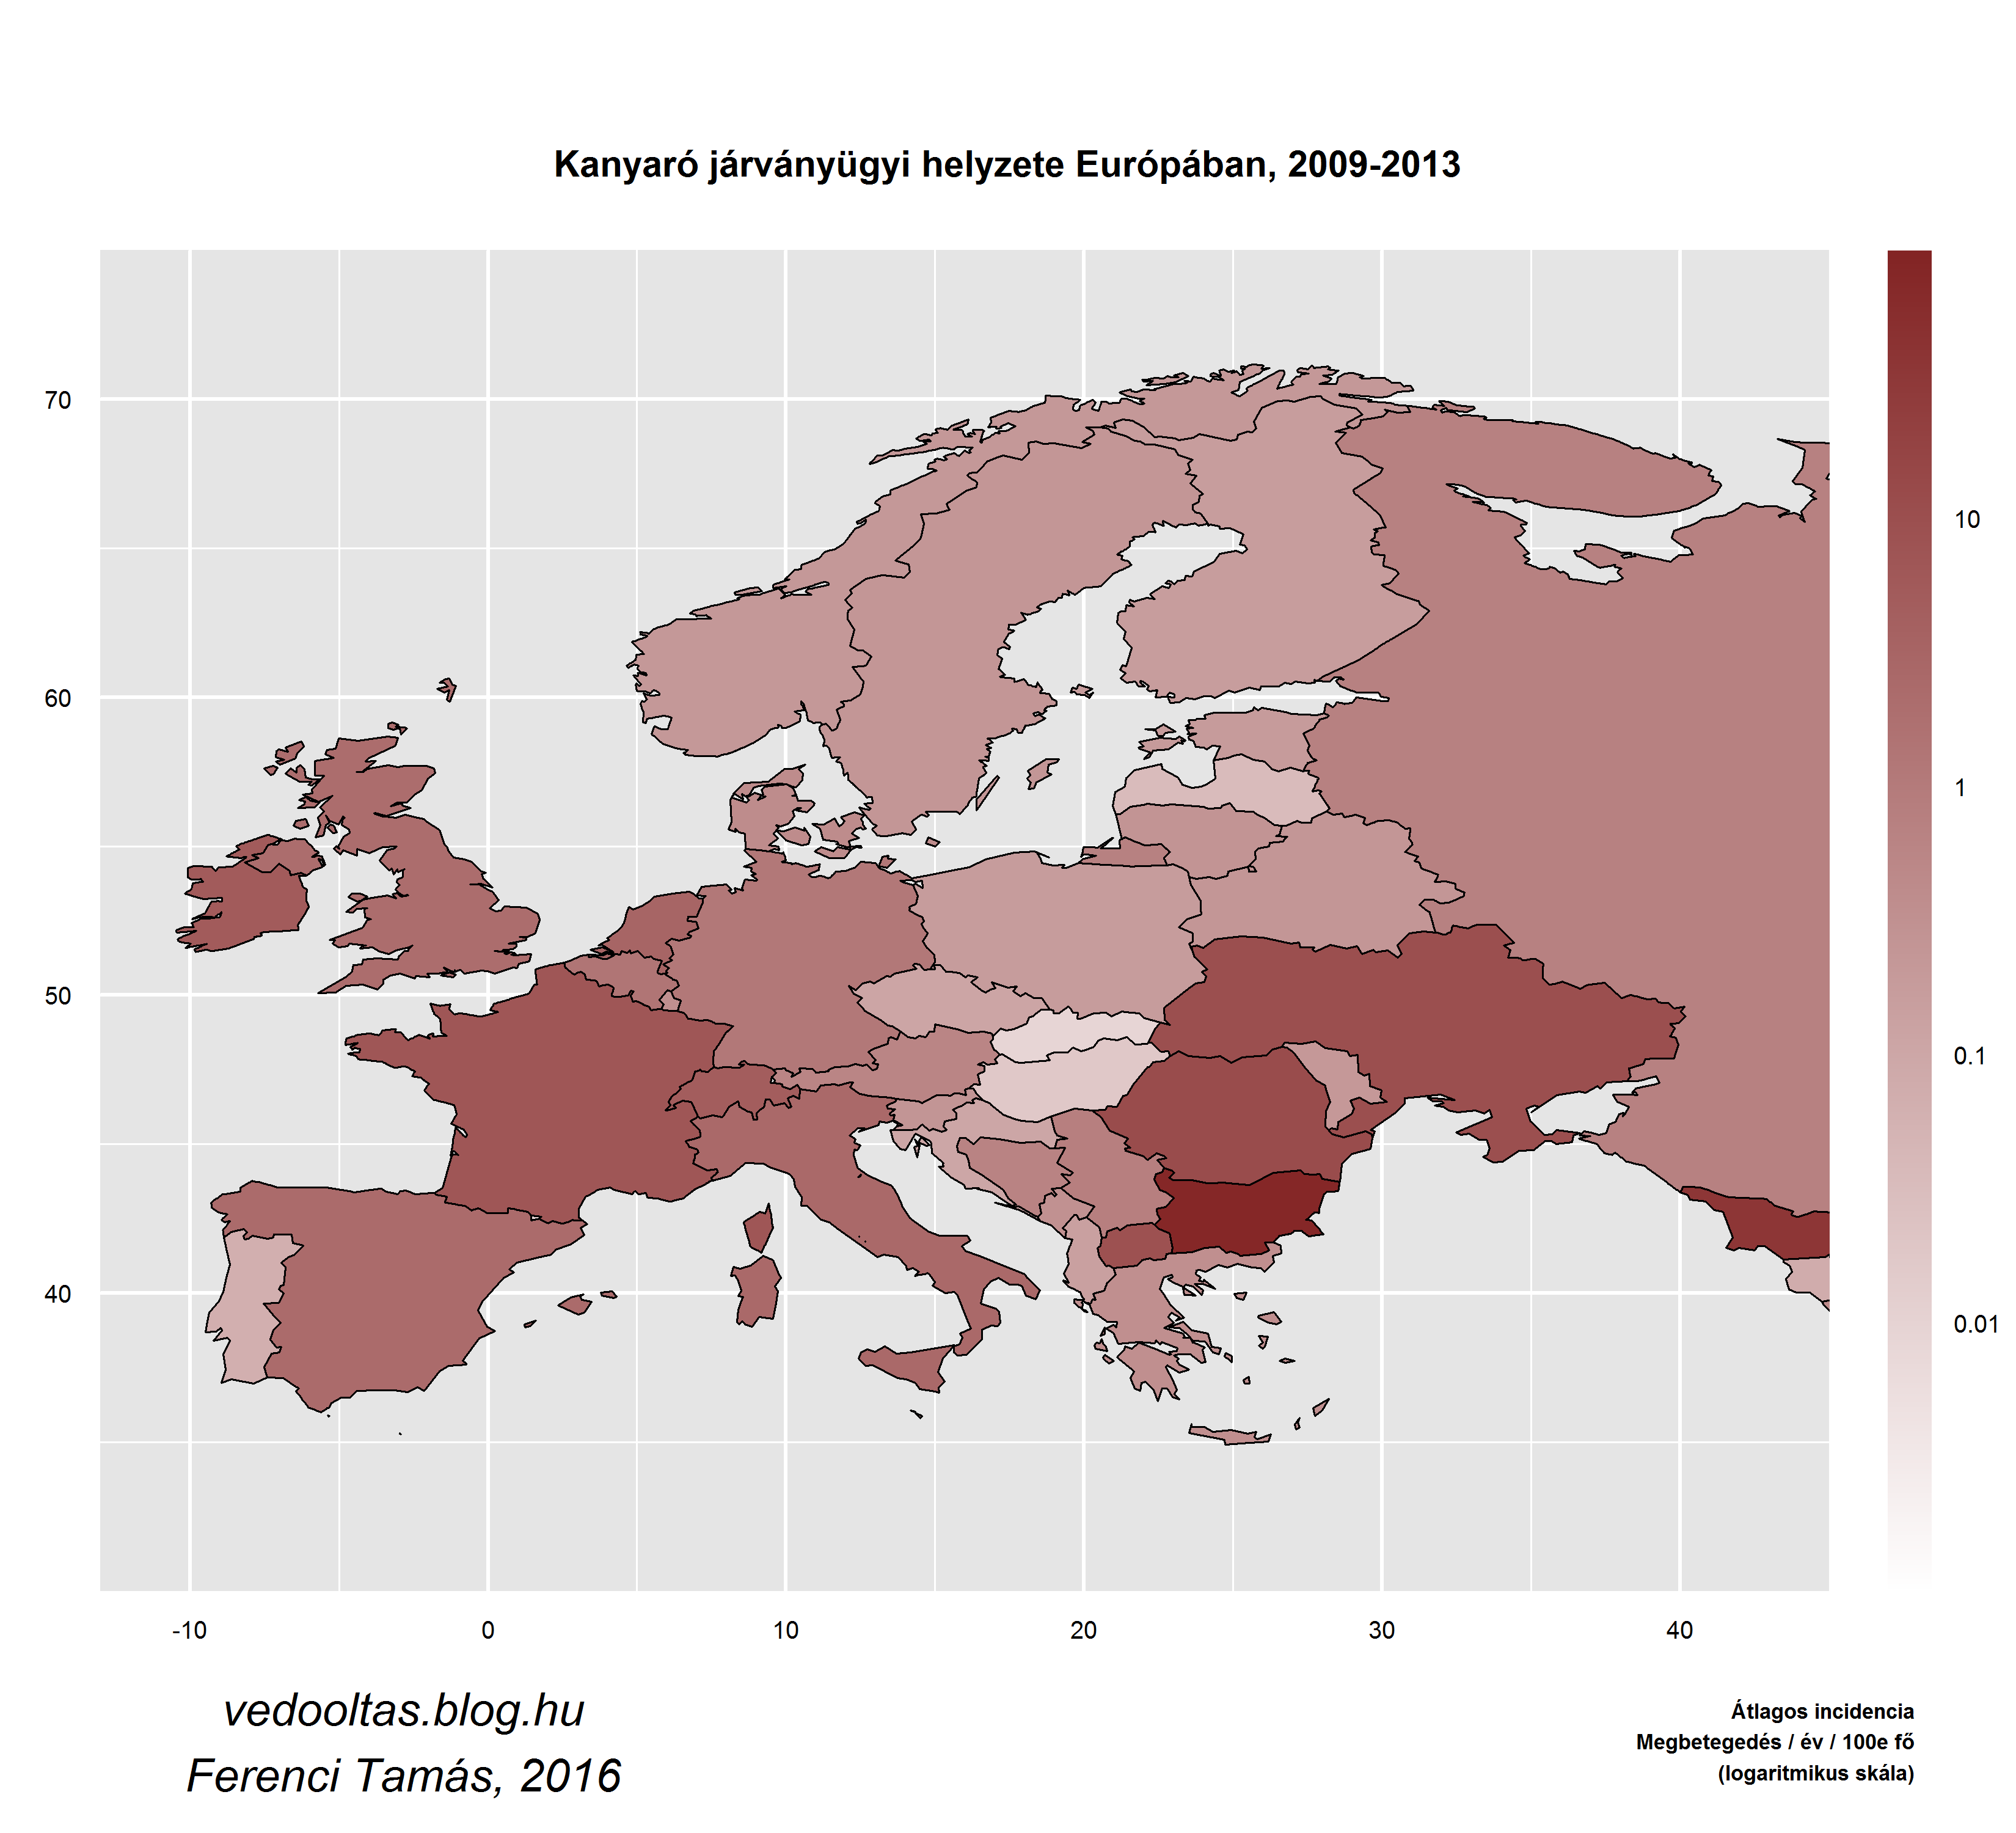 Kanyaró járványügyi helyzete Európában, 2009-2013
70
60
50
40
-10
0
10
20
30
40
10
1
0.1
0.01
vedooltas.blog.hu
Ferenci Tamás, 2016
Átlagos incidencia
Megbetegedés / év / 100e fő
(logaritmikus skála)